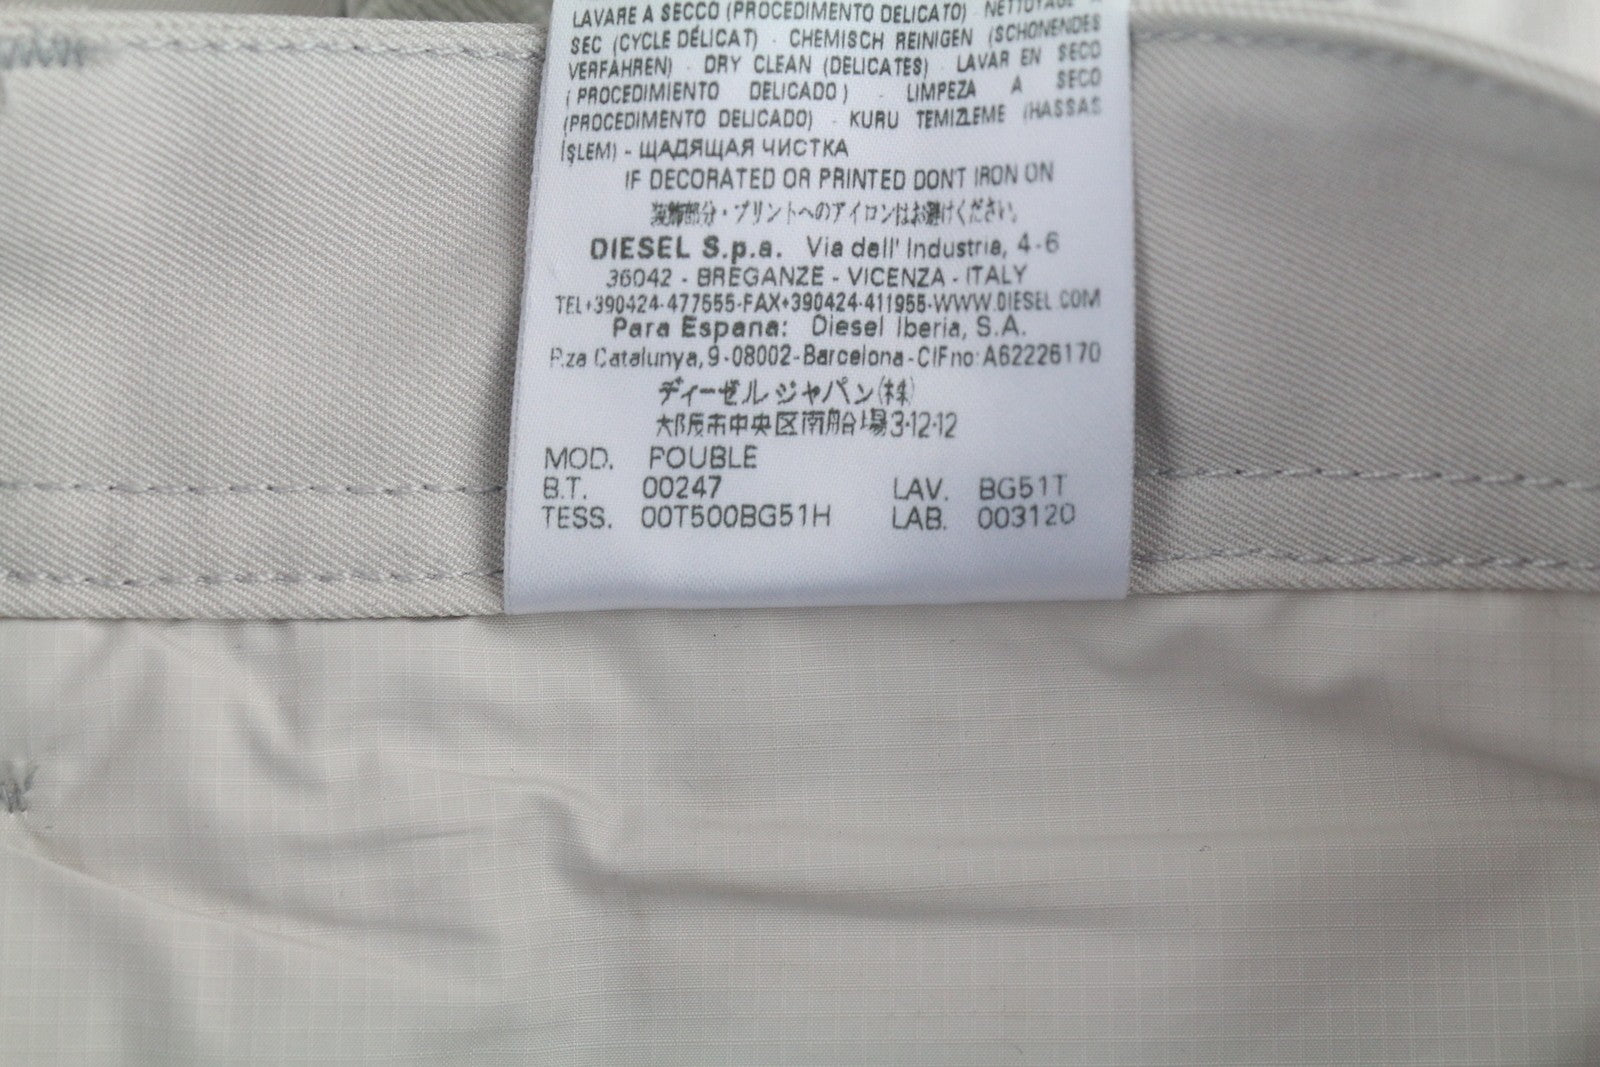 LAVARE A SECCO (PROCEDIMENTO DELICATO) · NETTOYAGE A
SEC (CYCLE DÉLICAT) · CHEMISCH REINIGEN (SCHONENDES
VERFAHREN) · DRY CLEAN (DELICATES) · LAVAR EN SECO
(PROCEDIMIENTO DELICADO) · LIMPEZA A SECO
(PROCEDIMENTO DELICADO) · KURU TEMIZLEME (HASSAS
İŞLEM) - ЩАДЯЩАЯ ЧИСТКА
IF DECORATED OR PRINTED DONT IRON ON
装飾部分・プリントへのアイロンはお避けください。
DIESEL S.p.a. Via dell' Industria, 4-6
36042 - BREGANZE - VICENZA - ITALY
TEL+390424-477555-FAX+390424-411955-WWW.DIESEL.COM
Para Espana: Diesel Iberia, S.A.
P.za Catalunya, 9-08002-Barcelona-CIFno:A62226170
ディーゼル ジャパン(株)
大阪市中央区南船場3-12-12
MOD. POUBLE
B.T. 00247 LAV. BG51T
TESS. 00T500BG51H LAB. 003120